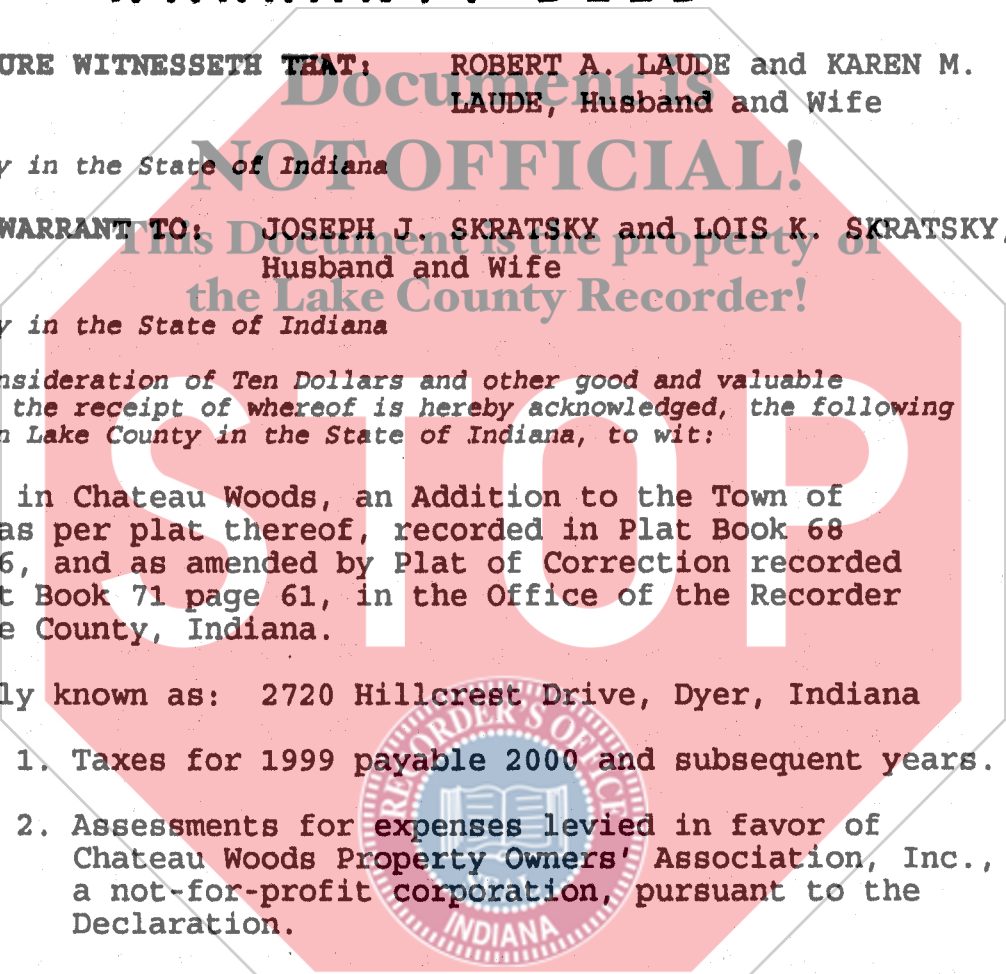 URE WITNESSETH THAT: ROBERT A. LAUDE and KAREN M.
LAUDE, Husband and Wife
y in the State of Indiana
WARRANT TO: JOSEPH J. SKRATSKY and LOIS K. SKRATSKY,
Husband and Wife
y in the State of Indiana
nsideration of Ten Dollars and other good and valuable
the receipt of whereof is hereby acknowledged, the following
n Lake County in the State of Indiana, to wit:
in Chateau Woods, an Addition to the Town of
as per plat thereof, recorded in Plat Book 68
6, and as amended by Plat of Correction recorded
t Book 71 page 61, in the Office of the Recorder
e County, Indiana.
ly known as: 2720 Hillcrest Drive, Dyer, Indiana
1. Taxes for 1999 payable 2000 and subsequent years.
2. Assessments for expenses levied in favor of
Chateau Woods Property Owners' Association, Inc.,
a not-for-profit corporation, pursuant to the
Declaration.
Document is
NOT OFFICIAL!
This Document is the property of
the Lake County Recorder!
STOP
RECORDER'S OFFICE
SEAL
INDIANA